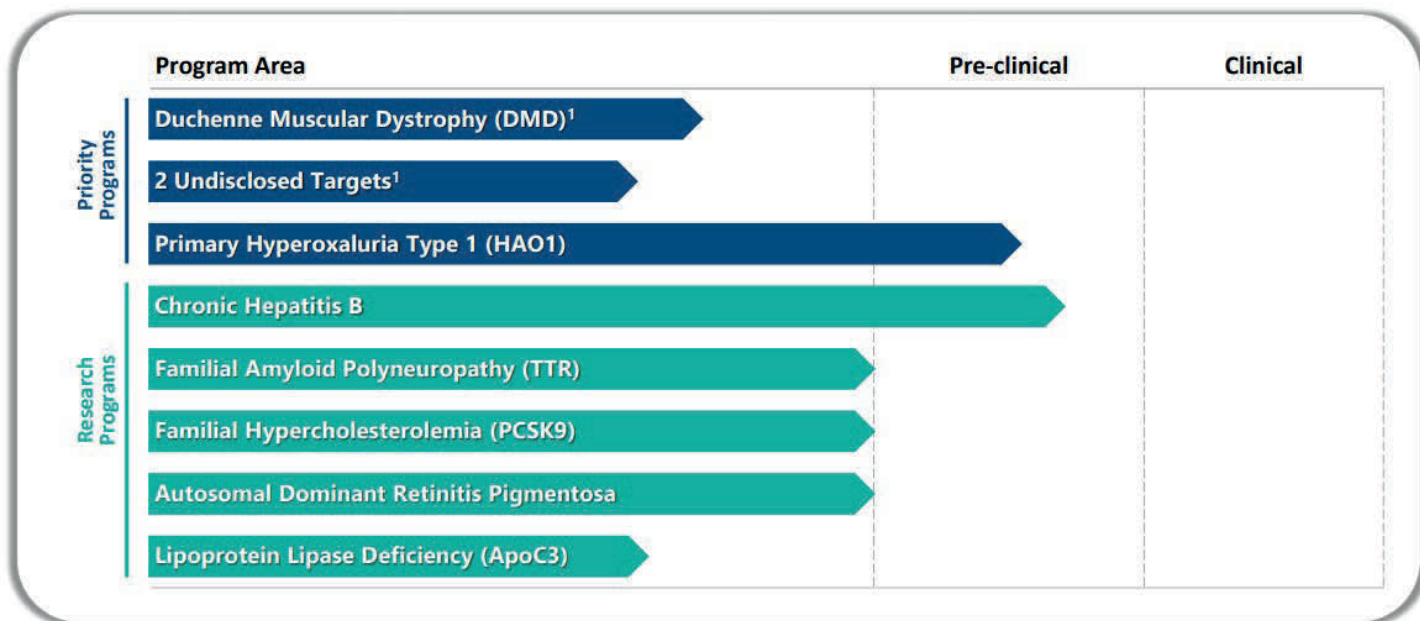 Program Area Pre-clinical Clinical
Priority
Programs
Duchenne Muscular Dystrophy (DMD)¹
2 Undisclosed Targets¹
Primary Hyperoxaluria Type 1 (HAO1)
Research
Programs
Chronic Hepatitis B
Familial Amyloid Polyneuropathy (TTR)
Familial Hypercholesterolemia (PCSK9)
Autosomal Dominant Retinitis Pigmentosa
Lipoprotein Lipase Deficiency (ApoC3)